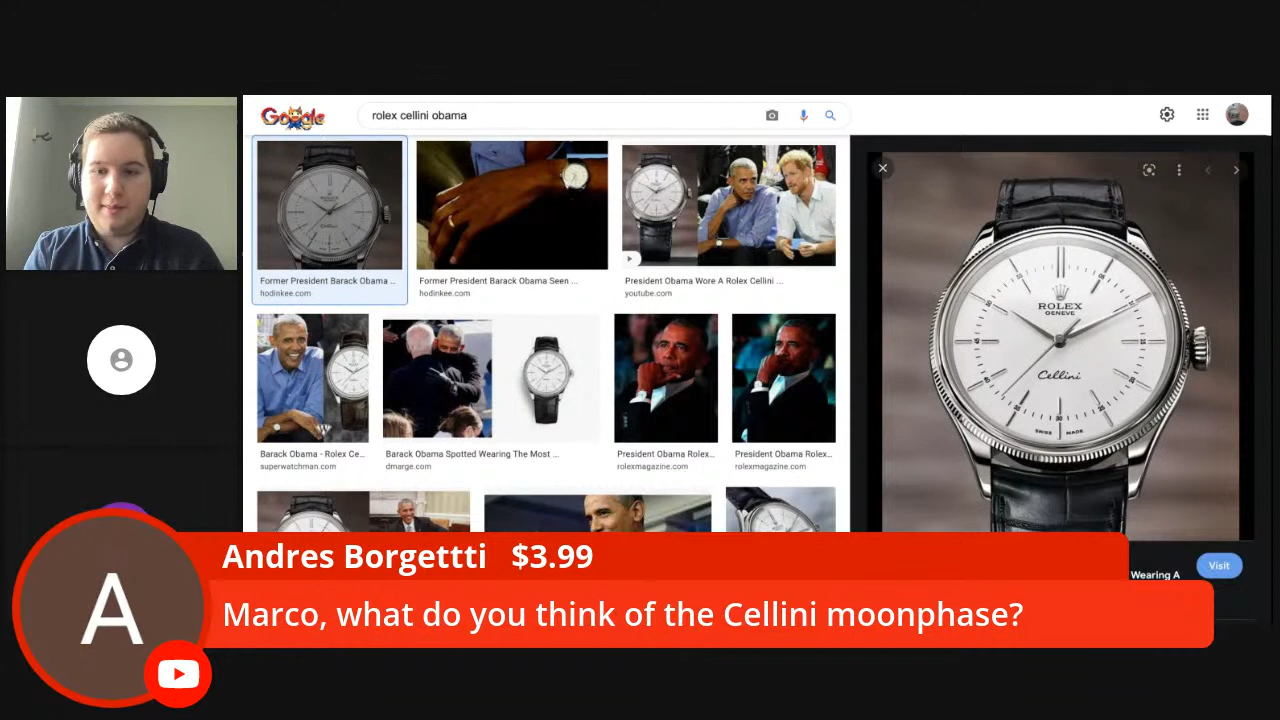 Google
rolex cellini obama
Former President Barack Obama ...
hodinkee.com
Former President Barack Obama Seen ...
hodinkee.com
President Obama Wore A Rolex Cellini ...
youtube.com
Barack Obama - Rolex Ce...
superwatchman.com
Barack Obama Spotted Wearing The Most ...
dmarge.com
President Obama Rolex...
rolexmagazine.com
President Obama Rolex...
rolexmagazine.com
ROLEX
GENEVE
Cellini
SWISS MADE
Wearing A
Visit
A
Andres Borgettti $3.99
Marco, what do you think of the Cellini moonphase?